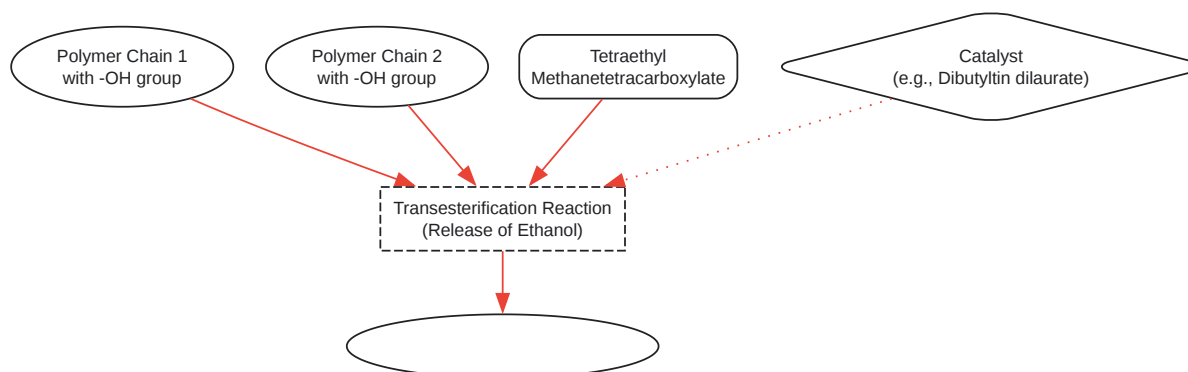 Polymer Chain 1
with -OH group
Polymer Chain 2
with -OH group
Tetraethyl
Methanetetracarboxylate
Catalyst
(e.g., Dibutyltin dilaurate)
Transesterification Reaction
(Release of Ethanol)